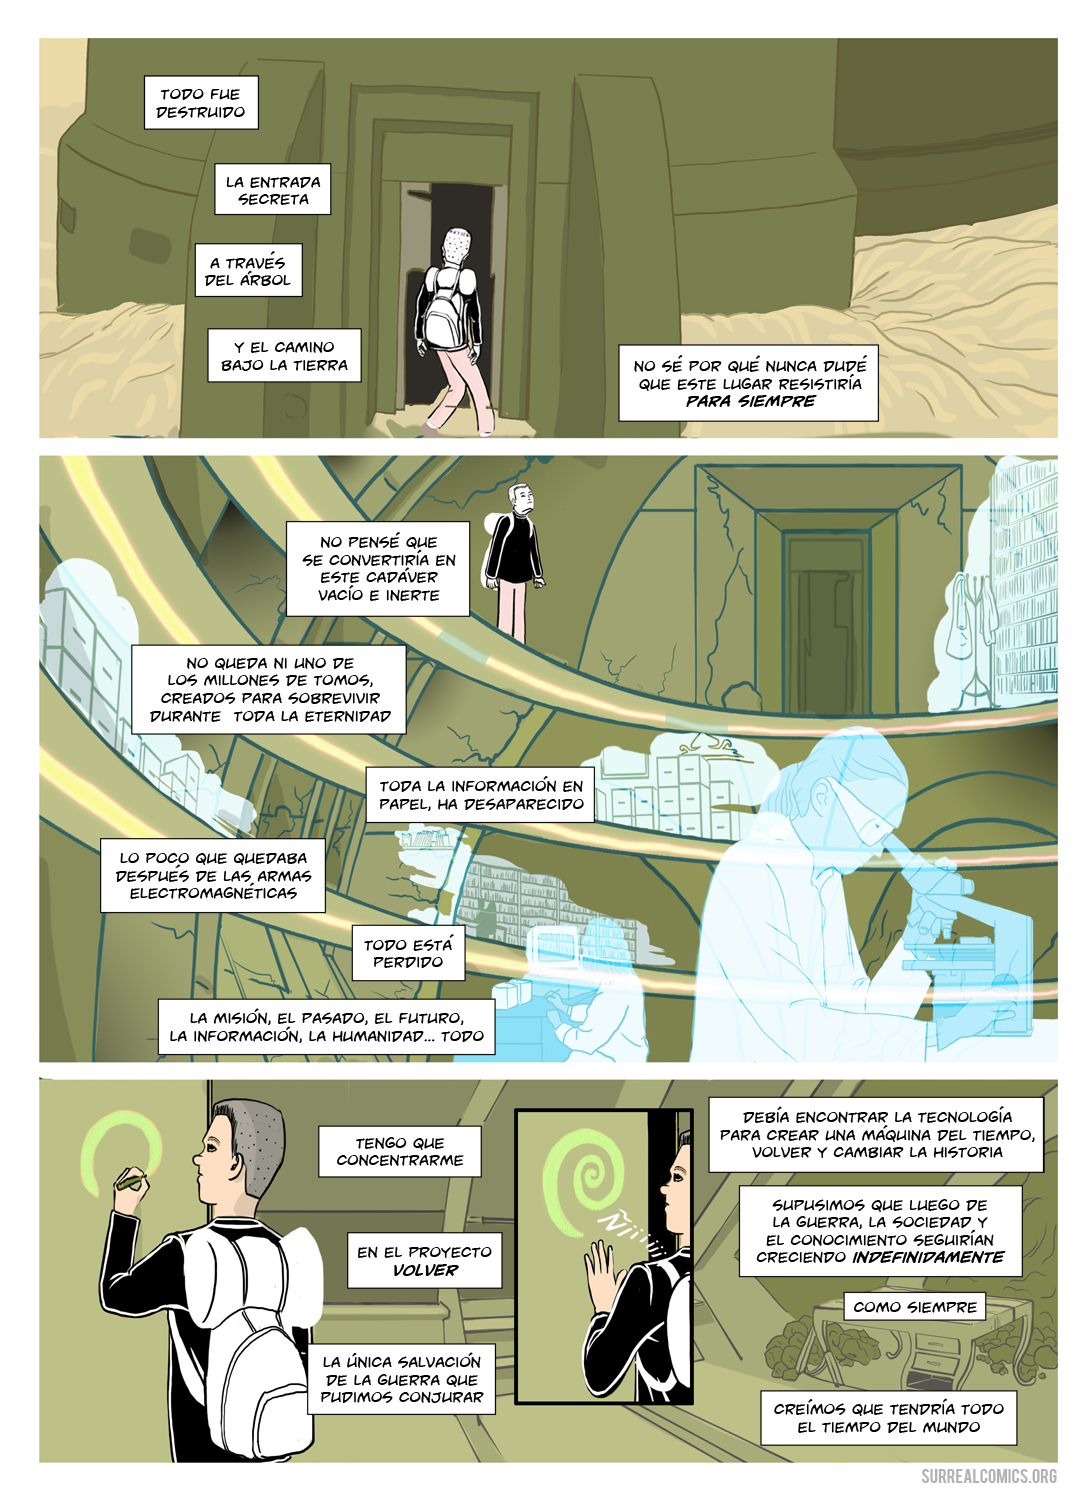 TODO FUE
DESTRUIDO
LA ENTRADA
SECRETA
A TRAVÉS
DEL ÁRBOL
Y EL CAMINO
BAJO LA TIERRA
NO SÉ POR QUÉ NUNCA DUDÉ
QUE ESTE LUGAR RESISTIRÍA
PARA SIEMPRE
NO PENSÉ QUE
SE CONVERTIRÍA EN
ESTE CADÁVER
VACÍO E INERTE
NO QUEDA NI UNO DE
LOS MILLONES DE TOMOS,
CREADOS PARA SOBREVIVIR
DURANTE TODA LA ETERNIDAD
TODA LA INFORMACIÓN EN
PAPEL, HA DESAPARECIDO
LO POCO QUE QUEDABA
DESPUÉS DE LAS ARMAS
ELECTROMAGNÉTICAS
TODO ESTÁ
PERDIDO
LA MISIÓN, EL PASADO, EL FUTURO,
LA INFORMACIÓN, LA HUMANIDAD... TODO
TENGO QUE
CONCENTRARME
EN EL PROYECTO
VOLVER
LA ÚNICA SALVACIÓN
DE LA GUERRA QUE
PUDIMOS CONJURAR
Ñiiiiii
DEBÍA ENCONTRAR LA TECNOLOGÍA
PARA CREAR UNA MÁQUINA DEL TIEMPO,
VOLVER Y CAMBIAR LA HISTORIA
SUPUSIMOS QUE LUEGO DE
LA GUERRA, LA SOCIEDAD Y
EL CONOCIMIENTO SEGUIRÍAN
CRECIENDO INDEFINIDAMENTE
COMO SIEMPRE
CREÍMOS QUE TENDRÍA TODO
EL TIEMPO DEL MUNDO
SURREALCOMICS.ORG